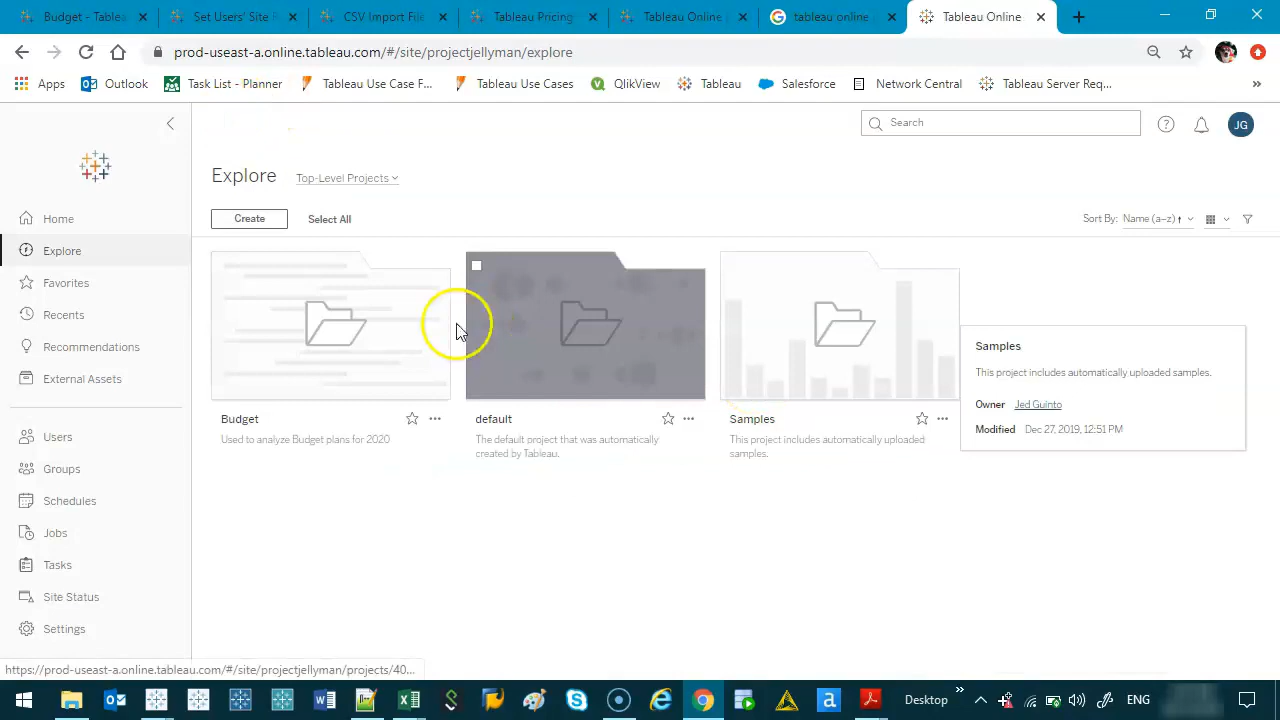 Budget - Tablea
Set Users' Site R
CSV Import File
Tableau Pricing
Tableau Online
tableau online
Tableau Online
prod-useast-a.online.tableau.com/#/site/projectjellyman/explore
Apps
Outlook
Task List - Planner
Tableau Use Case F...
Tableau Use Cases
QlikView
Tableau
Salesforce
Network Central
Tableau Server Req...
»
Search
JG
Explore
Top-Level Projects
Create
Select All
Sort By: Name (a–z)
Home
Explore
Favorites
Recents
Recommendations
External Assets
Users
Groups
Schedules
Jobs
Tasks
Site Status
Settings
Budget
Used to analyze Budget plans for 2020
default
The default project that was automatically
created by Tableau.
Samples
This project includes automatically uploaded
samples.
Samples
This project includes automatically uploaded samples.
Owner Jed Guinto
Modified Dec 27, 2019, 12:51 PM
https://prod-useast-a.online.tableau.com/#/site/projectjellyman/projects/40...
Desktop
»
ENG